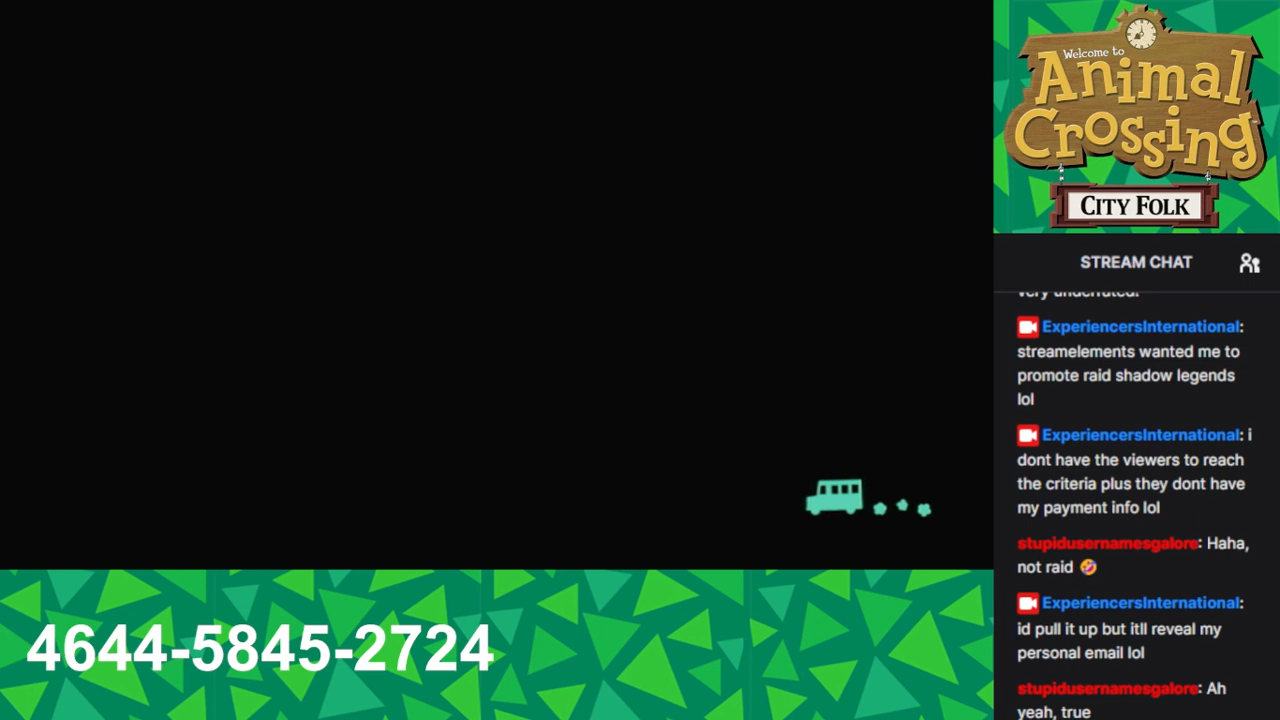 Welcome to
Animal
Crossing
CITY FOLK
STREAM CHAT
very underrated!
ExperiencersInternational:
streamelements wanted me to
promote raid shadow legends
lol
ExperiencersInternational: i
dont have the viewers to reach
the criteria plus they dont have
my payment info lol
stupidusernamesgalore: Haha,
not raid 🤣
ExperiencersInternational:
id pull it up but itll reveal my
personal email lol
stupidusernamesgalore: Ah
yeah, true
4644-5845-2724